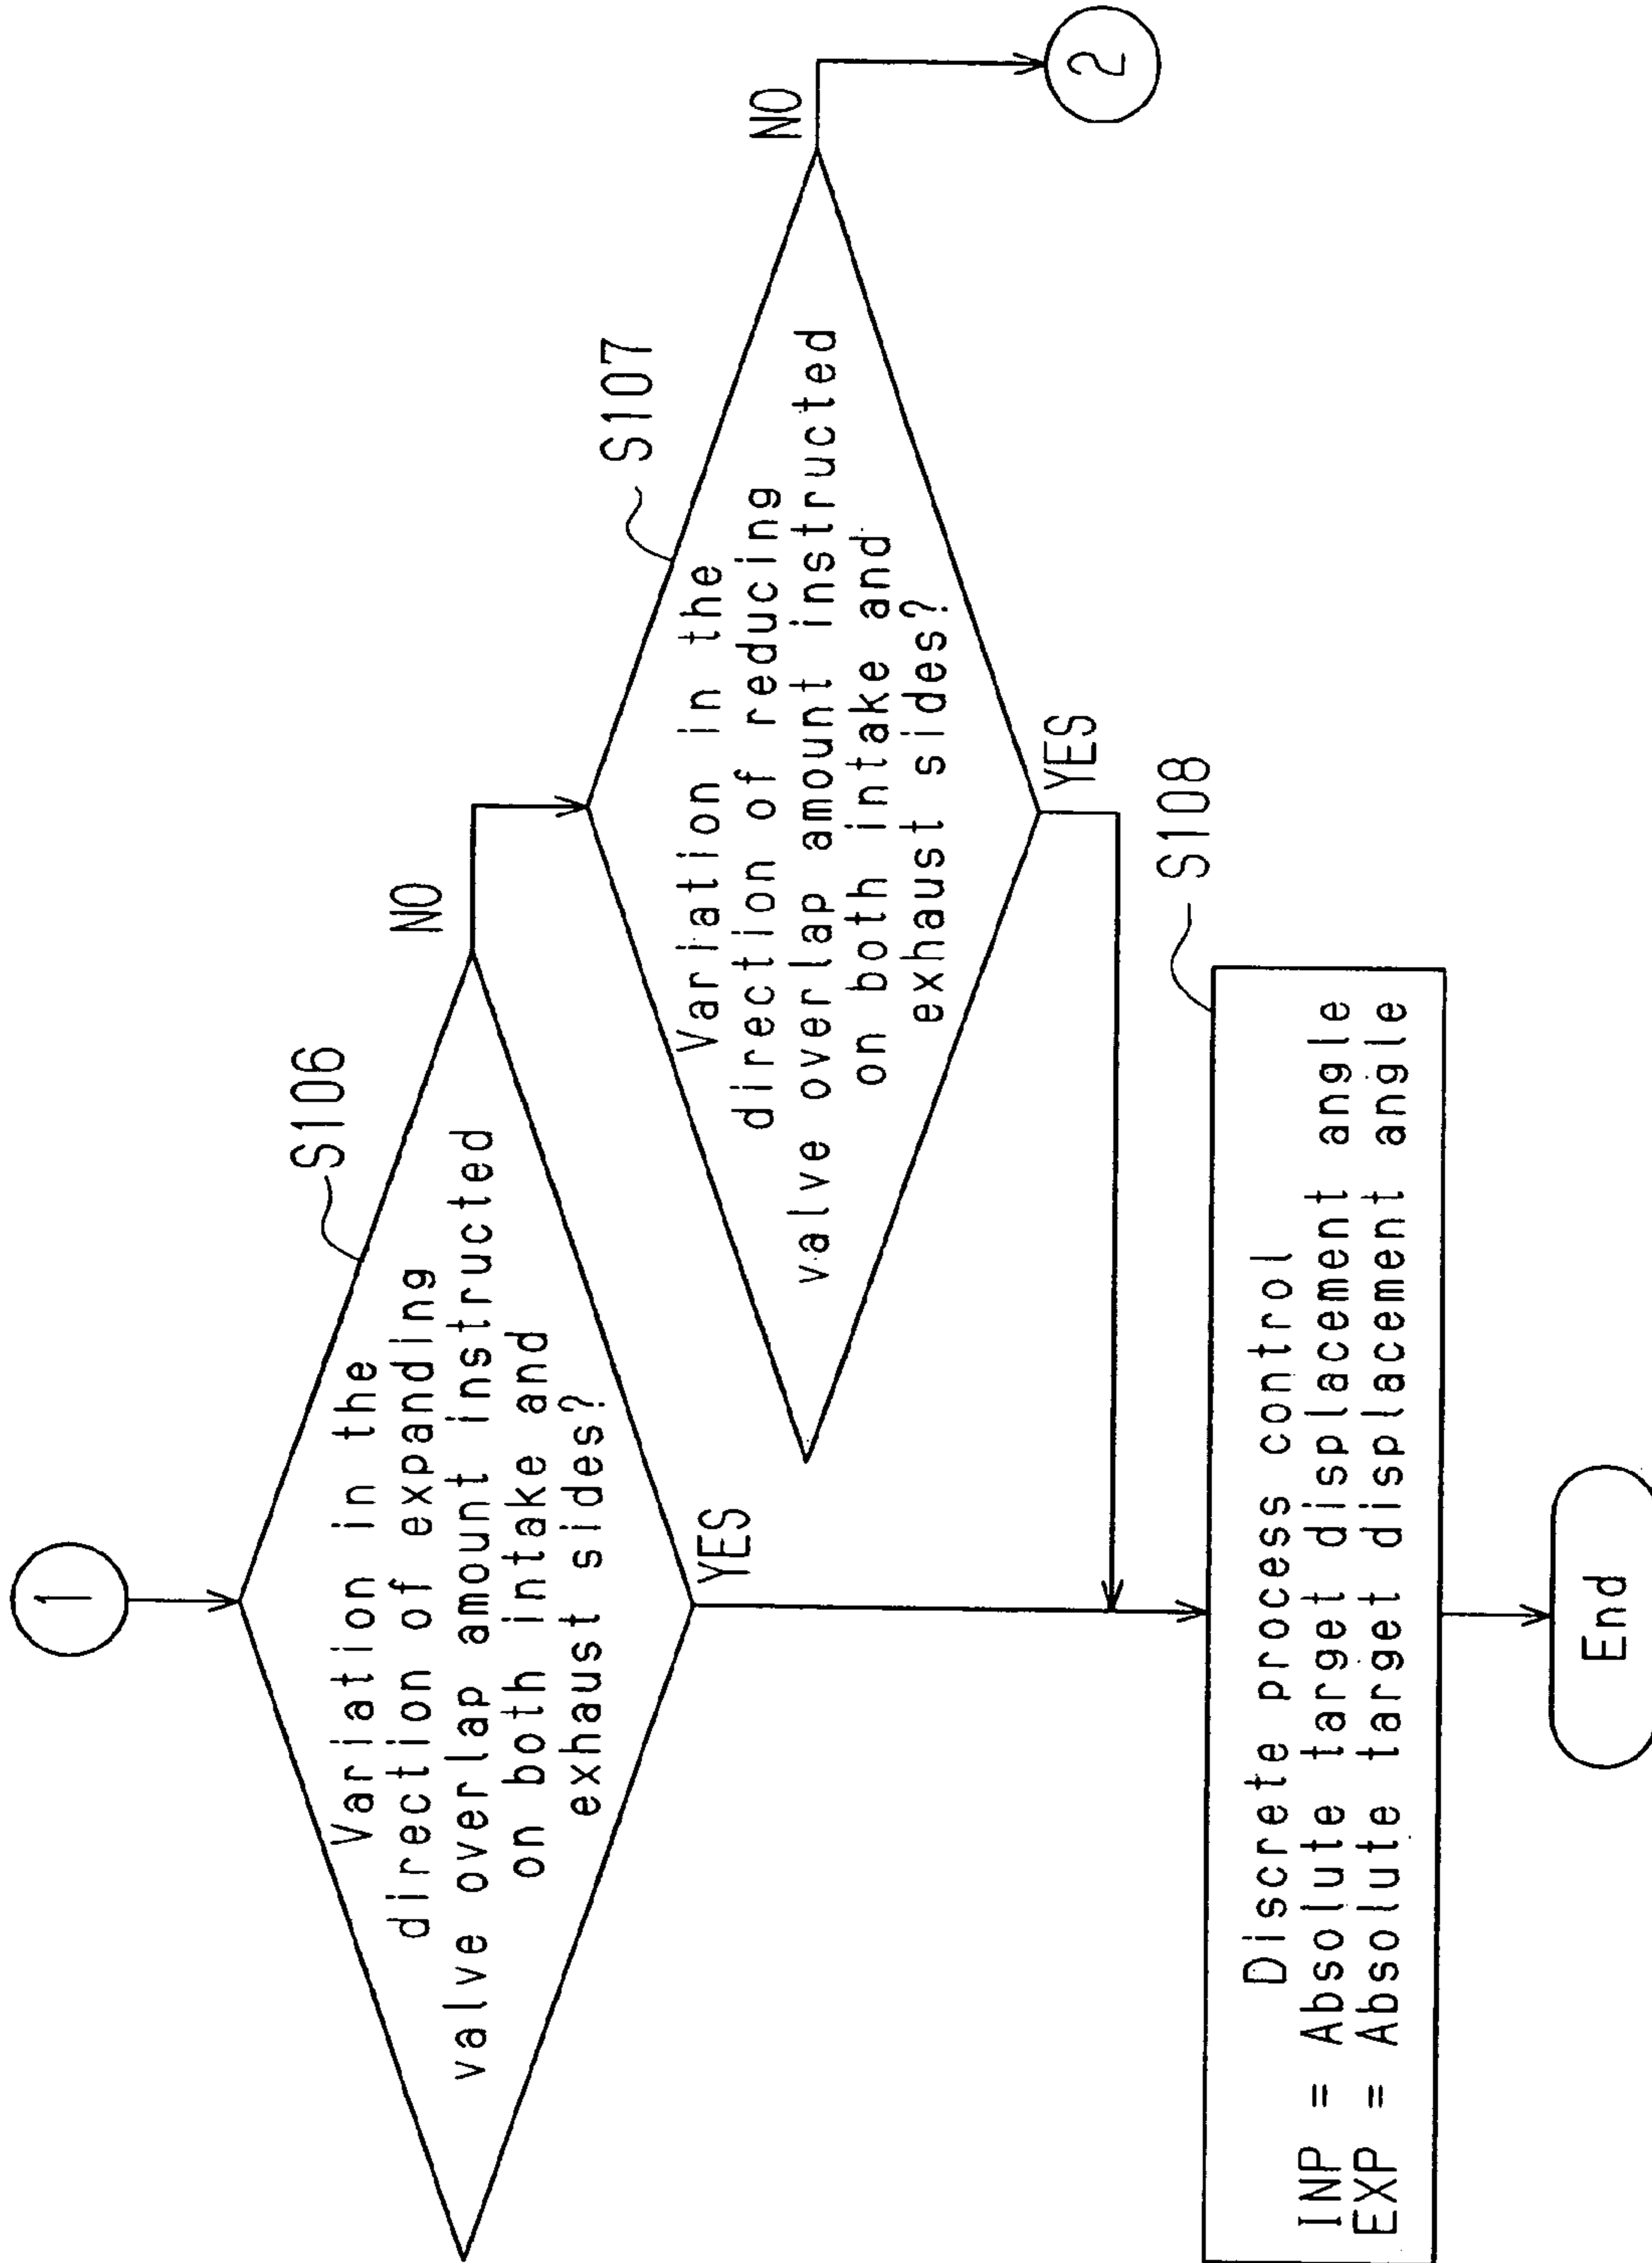 1
S106
Variation in the
direction of expanding
valve overlap amount instructed
on both intake and
exhaust sides?
NO
YES
S107
Variation in the
direction of reducing
valve overlap amount instructed
on both intake and
exhaust sides?
NO
YES
2
S108
Discrete process control
INP = Absolute target displacement angle
EXP = Absolute target displacement angle
End